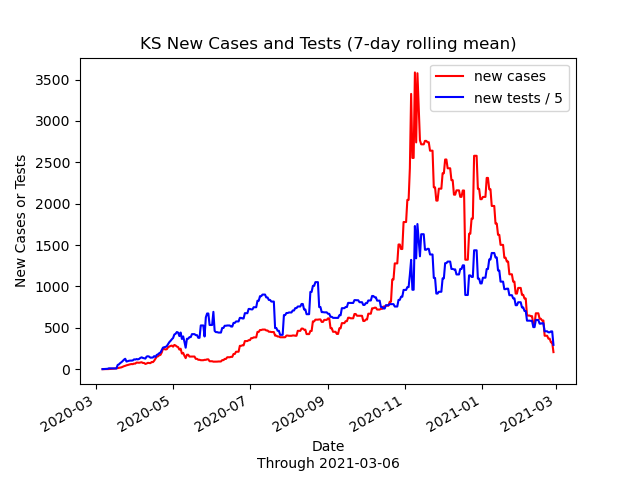 KS New Cases and Tests (7-day rolling mean)
new cases
new tests / 5
New Cases or Tests
3500
3000
2500
2000
1500
1000
500
0
2020-03
2020-05
2020-07
2020-09
2020-11
2021-01
2021-03
Date
Through 2021-03-06